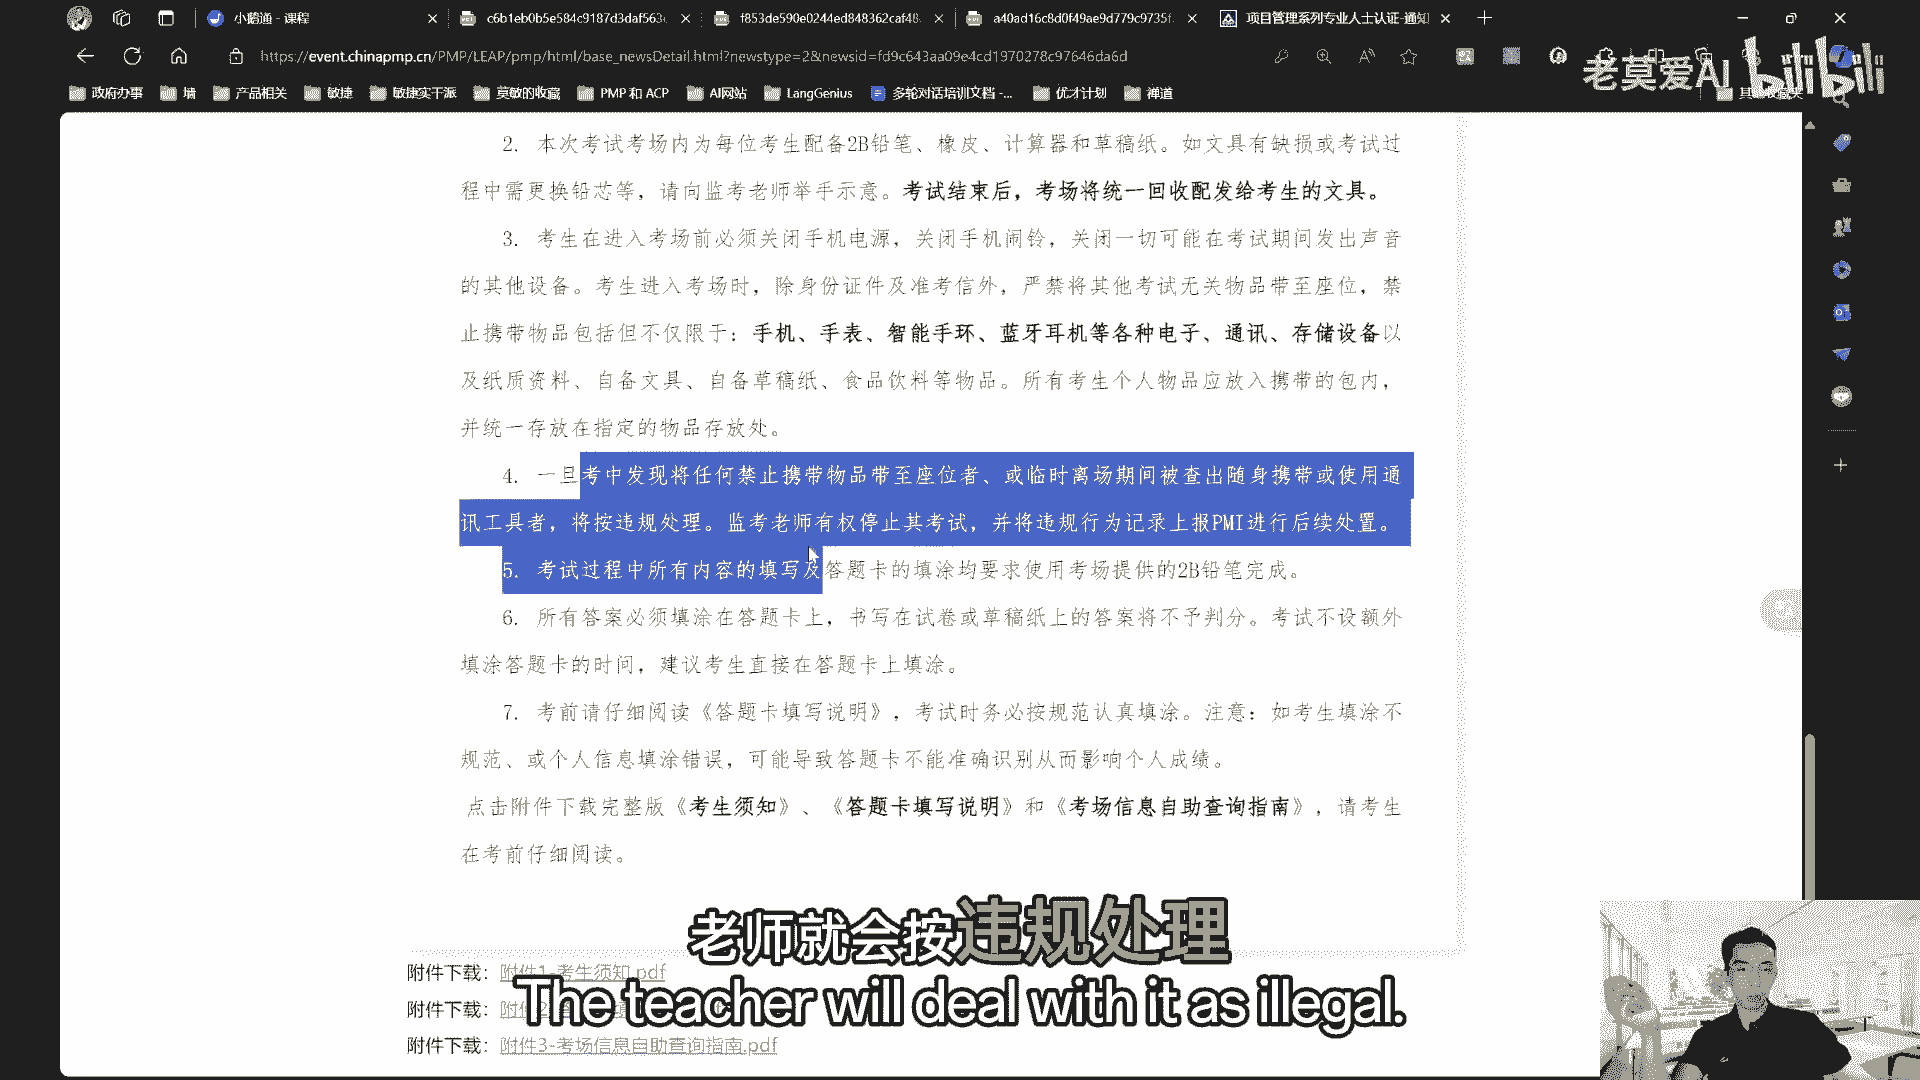 小鹅通 - 课程
c6b1eb0b5e584c9187d3daf563
f853de590e0244ed848362caf48
a40ad16c8d0f49ae9d779c9735f
项目管理系列专业人士认证-通知
https://event.chinapmp.cn/PMP/LEAP/pmp/html/base_newsDetail.html?newstype=2&newsid=fd9c643aa09e4cd1970278c97646da6d
老莫爱AI bilibili
政府办事 墙 产品相关 敏捷 敏捷实干派 莫敏的收藏 PMP 和 ACP AI网站 LangGenius 多轮对话培训文档 -... 优才计划 禅道
2. 本次考试考场内为每位考生配备2B铅笔、橡皮、计算器和草稿纸。如文具有缺损或考试过
程中需更换铅芯等，请向监考老师举手示意。考试结束后，考场将统一回收配发给考生的文具。
3. 考生在进入考场前必须关闭手机电源，关闭手机闹铃，关闭一切可能在考试期间发出声音
的其他设备。考生进入考场时，除身份证件及准考信外，严禁将其他考试无关物品带至座位，禁
止携带物品包括但不仅限于：手机、手表、智能手环、蓝牙耳机等各种电子、通讯、存储设备以
及纸质资料、自备文具、自备草稿纸、食品饮料等物品。所有考生个人物品应放入携带的包内，
并统一存放在指定的物品存放处。
4. 一旦考中发现将任何禁止携带物品带至座位者、或临时离场期间被查出随身携带或使用通
讯工具者，将按违规处理。监考老师有权停止其考试，并将违规行为记录上报PMI进行后续处置。
5. 考试过程中所有内容的填写及答题卡的填涂均要求使用考场提供的2B铅笔完成。
6. 所有答案必须填涂在答题卡上，书写在试卷或草稿纸上的答案将不予判分。考试不设额外
填涂答题卡的时间，建议考生直接在答题卡上填涂。
7. 考前请仔细阅读《答题卡填写说明》，考试时务必按规范认真填涂。注意：如考生填涂不
规范、或个人信息填涂错误，可能导致答题卡不能准确识别从而影响个人成绩。
点击附件下载完整版《考生须知》、《答题卡填写说明》和《考场信息自助查询指南》，请考生
在考前仔细阅读。
老师就会按违规处理
附件下载：附件1-考生须知.pdf
The teacher will deal with it as illegal.
附件下载：
附件下载：附件3-考场信息自助查询指南.pdf